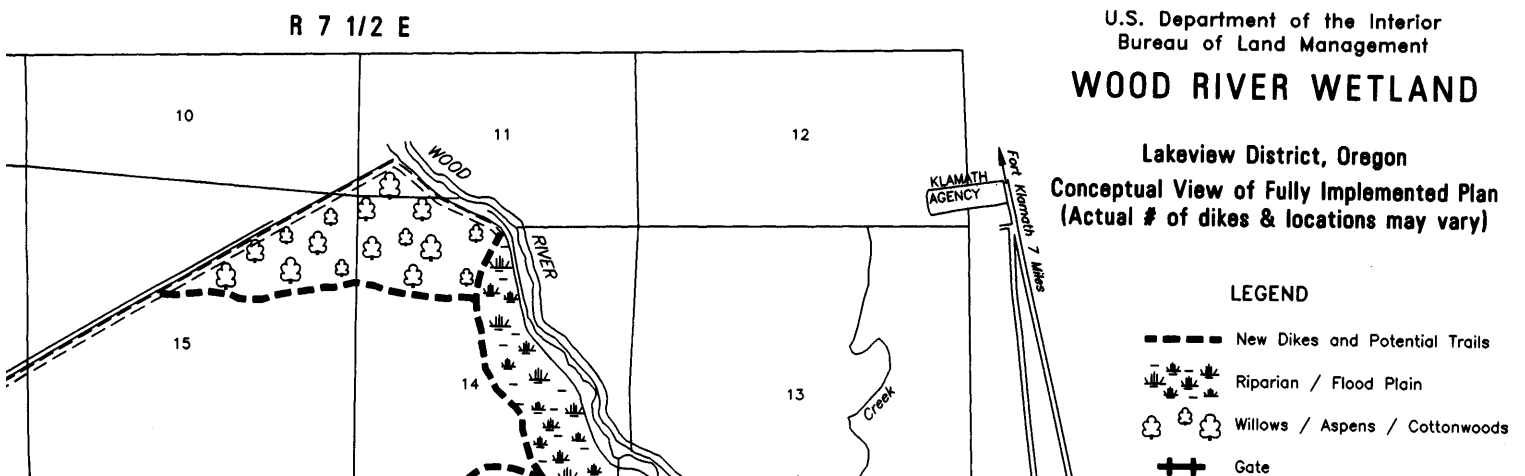 R 7 1/2 E
U.S. Department of the Interior
Bureau of Land Management
WOOD RIVER WETLAND
Lakeview District, Oregon
Conceptual View of Fully Implemented Plan
(Actual # of dikes & locations may vary)
10
11
12
WOOD
RIVER
KLAMATH
AGENCY
Fort Klamath 7 Miles
15
14
13
Creek
LEGEND
New Dikes and Potential Trails
Riparian / Flood Plain
Willows / Aspens / Cottonwoods
Gate